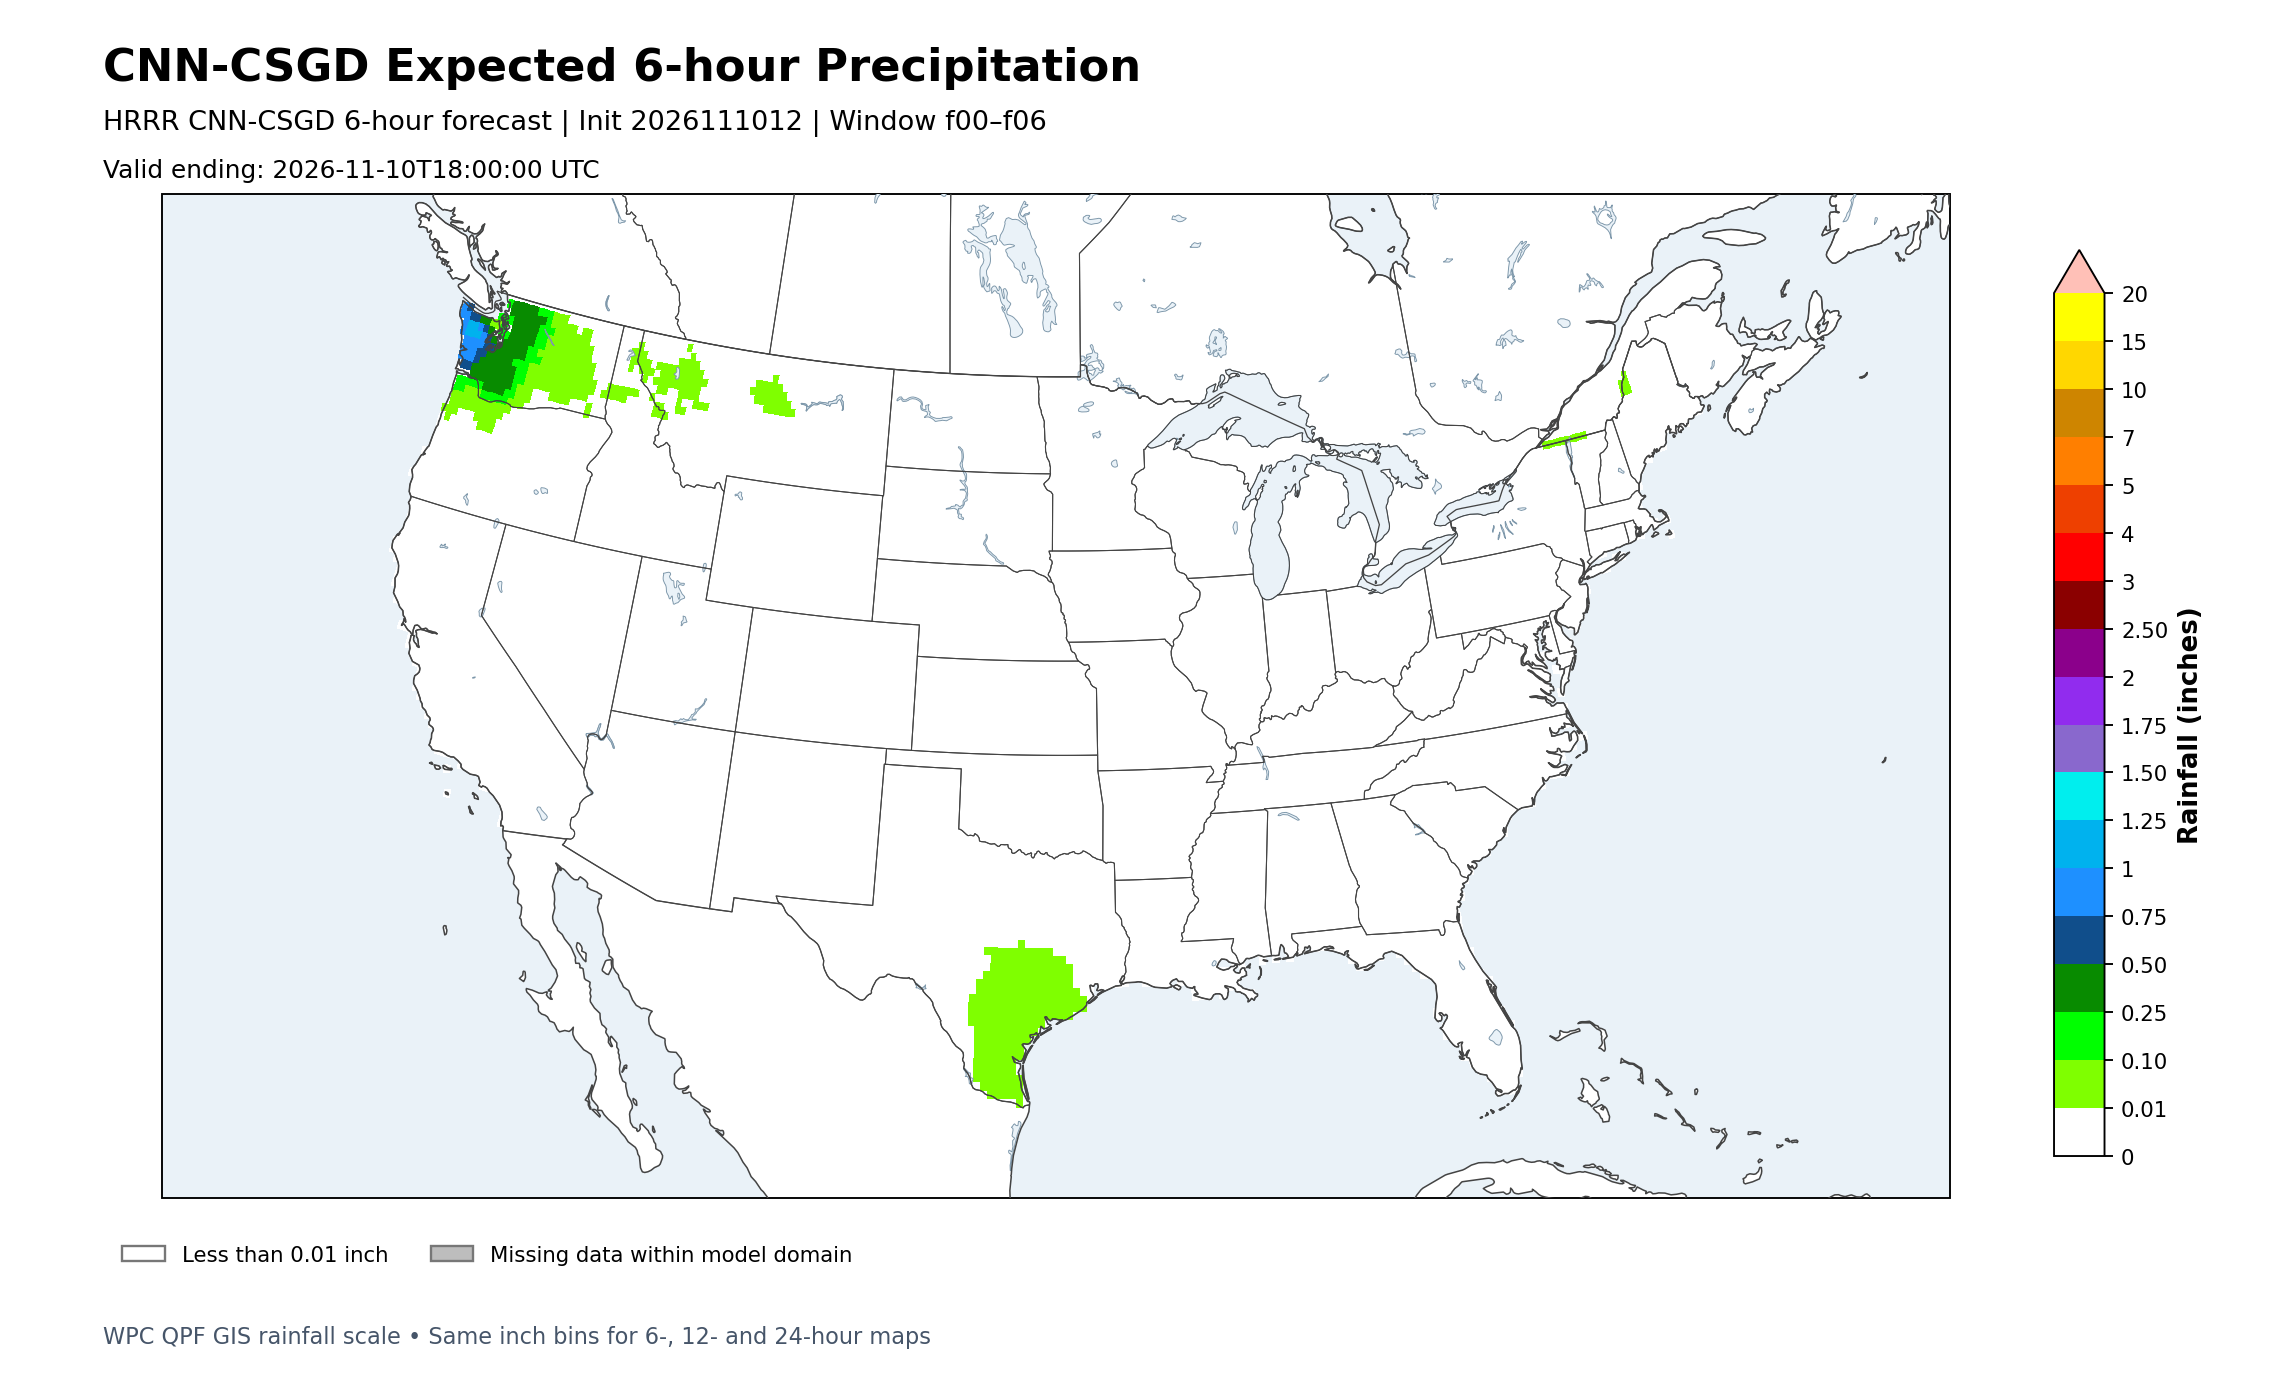 CNN-CSGD Expected 6-hour Precipitation
HRRR CNN-CSGD 6-hour forecast | Init 2026111012 | Window f00–f06
Valid ending: 2026-11-10T18:00:00 UTC
20
15
10
7
5
4
3
2.50
2
1.75
1.50
1.25
1
0.75
0.50
0.25
0.10
0.01
0
Rainfall (inches)
Less than 0.01 inch
Missing data within model domain
WPC QPF GIS rainfall scale • Same inch bins for 6-, 12- and 24-hour maps